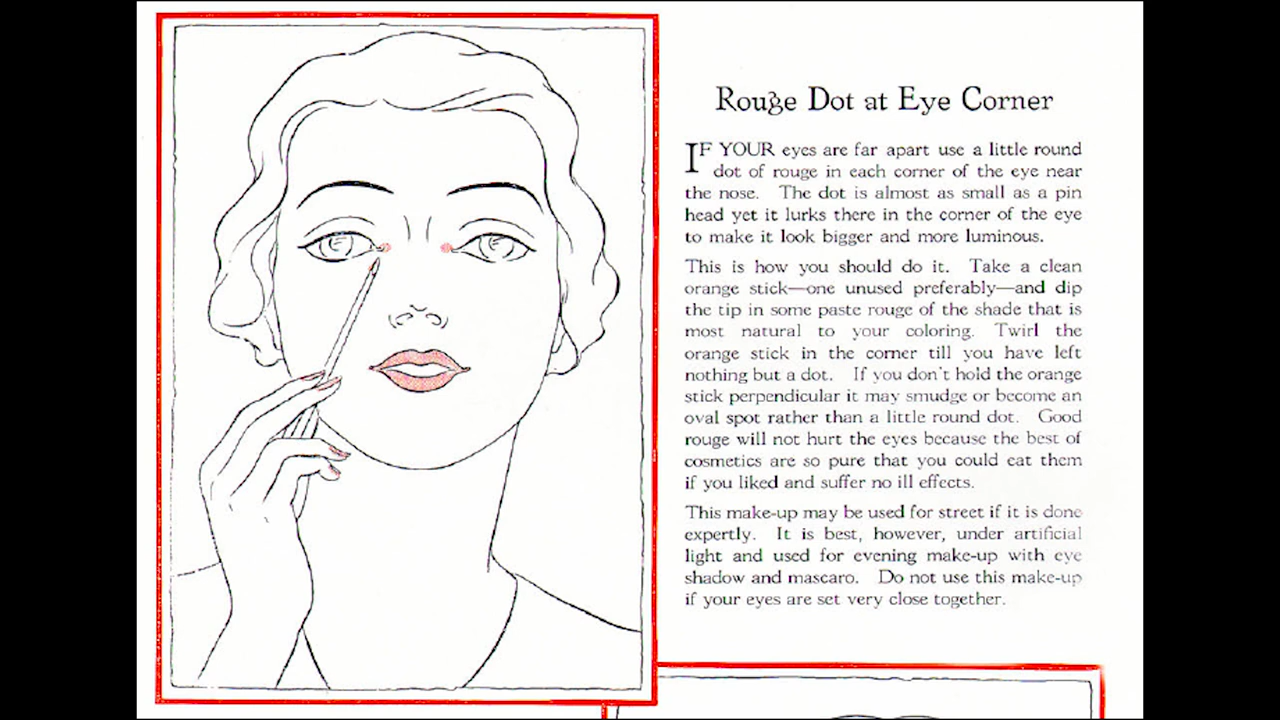 Rouge Dot at Eye Corner
IF YOUR eyes are far apart use a little round
dot of rouge in each corner of the eye near
the nose. The dot is almost as small as a pin
head yet it lurks there in the corner of the eye
to make it look bigger and more luminous.
This is how you should do it. Take a clean
orange stick—one unused preferably—and dip
the tip in some paste rouge of the shade that is
most natural to your coloring. Twirl the
orange stick in the corner till you have left
nothing but a dot. If you don't hold the orange
stick perpendicular it may smudge or become an
oval spot rather than a little round dot. Good
rouge will not hurt the eyes because the best of
cosmetics are so pure that you could eat them
if you liked and suffer no ill effects.
This make-up may be used for street if it is done
expertly. It is best, however, under artificial
light and used for evening make-up with eye
shadow and mascaro. Do not use this make-up
if your eyes are set very close together.